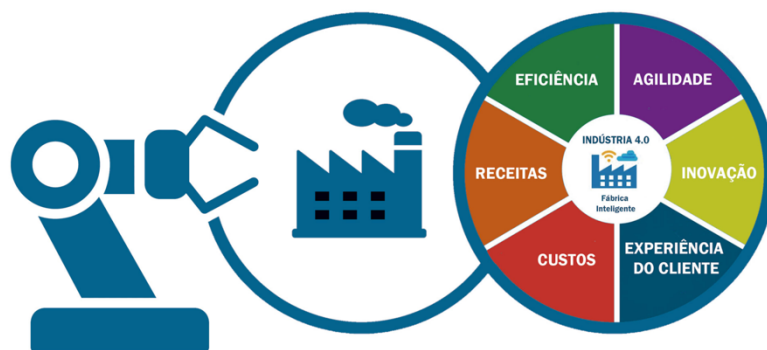 EFICIÊNCIA
AGILIDADE
INDÚSTRIA 4.0
RECEITAS
INOVAÇÃO
Fábrica
Inteligente
CUSTOS
EXPERIÊNCIA
DO CLIENTE